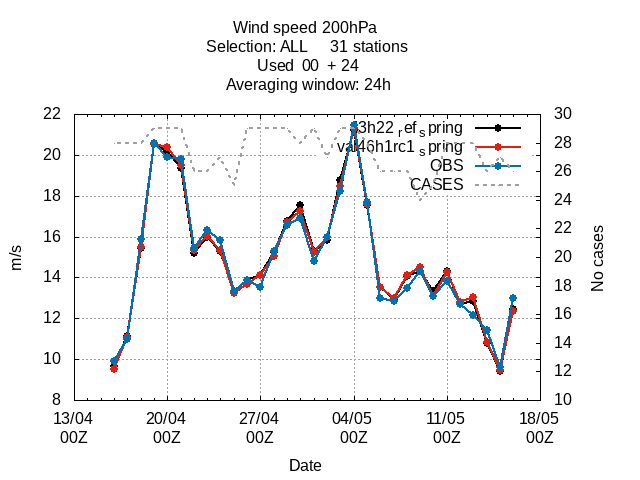 Wind speed 200hPa
Selection: ALL 31 stations
Used 00 + 24
Averaging window: 24h
22
20
18
16
14
12
10
8
m/s
30
28
26
24
22
20
18
16
14
12
10
No cases
3h22_ref_spring
val46h1rc1_spring
OBS
CASES
13/04 20/04 27/04 04/05 11/05 18/05
00Z 00Z 00Z 00Z 00Z 00Z
Date